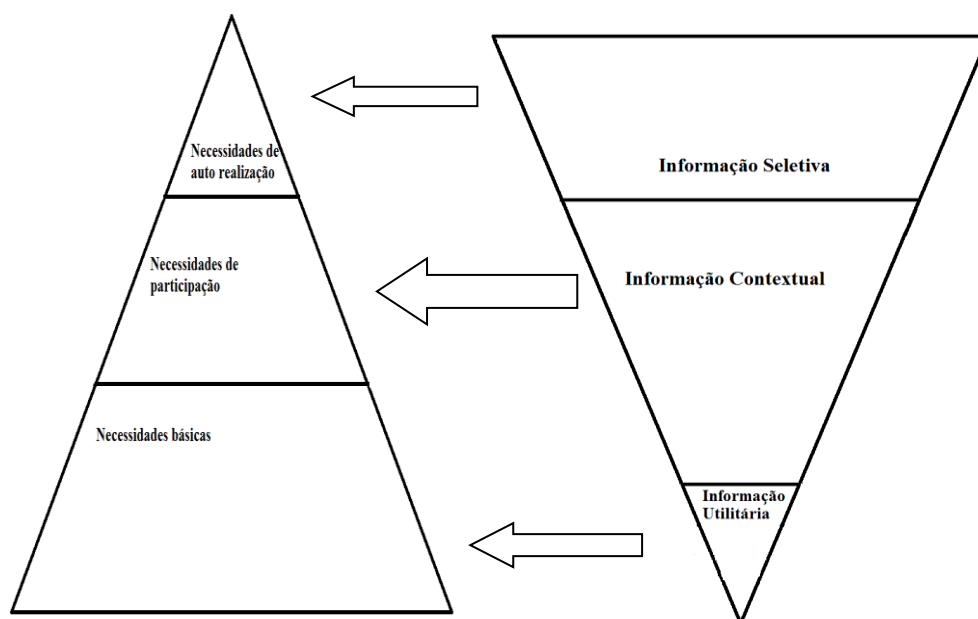 Necessidades de
auto realização
Necessidades de
participação
Necessidades básicas
Informação Seletiva
Informação Contextual
Informação
Utilitária